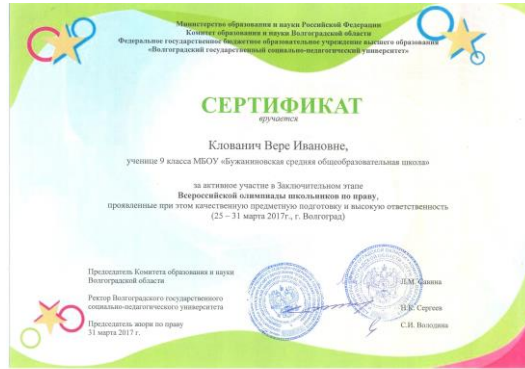 Министерство образования и науки Российской Федерации
Комитет образования и науки Волгоградской области
Федеральное государственное бюджетное образовательное учреждение высшего образования
«Волгоградский государственный социально-педагогический университет»
СЕРТИФИКАТ
вручается
Клованич Вере Ивановне,
ученице 9 класса МБОУ «Бужаниновская средняя общеобразовательная школа»
за активное участие в Заключительном этапе
Всероссийской олимпиады школьников по праву,
проявленные при этом качественную предметную подготовку и высокую ответственность
(25 – 31 марта 2017г., г. Волгоград)
Председатель Комитета образования и науки
Волгоградской области
Л.М. Савина
Ректор Волгоградского государственного
социально-педагогического университета
Н.К. Сергеев
Председатель жюри по праву
31 марта 2017 г.
С.И. Володина